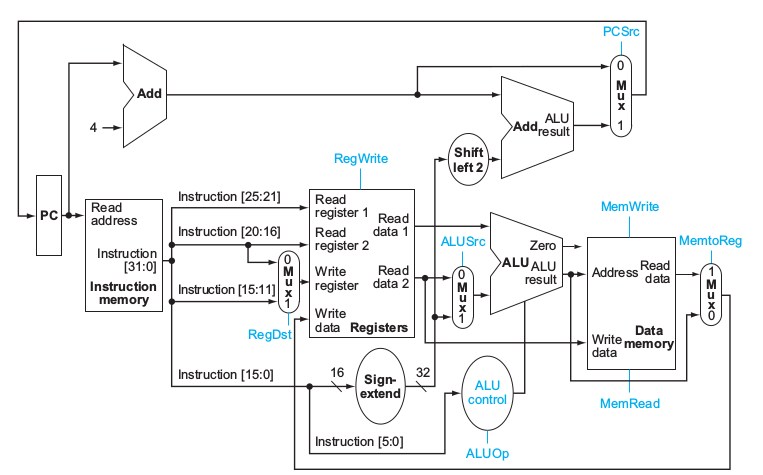 PCSrc
0
M
u
x
1
Add
4
Add
ALU
result
Shift
left 2
RegWrite
PC
Read
address
Instruction
[31:0]
Instruction
memory
Instruction [25:21]
Instruction [20:16]
Instruction [15:11]
Instruction [15:0]
Instruction [5:0]
0
M
u
x
1
RegDst
Read
register 1
Read
register 2
Write
register
Write
data
Read
data 1
Read
data 2
Registers
ALUSrc
0
M
u
x
1
Zero
ALU
ALU
result
MemWrite
Address
Read
data
Write
data
Data
memory
MemRead
MemtoReg
1
M
u
x
0
16
Sign-
extend
32
ALU
control
ALUOp